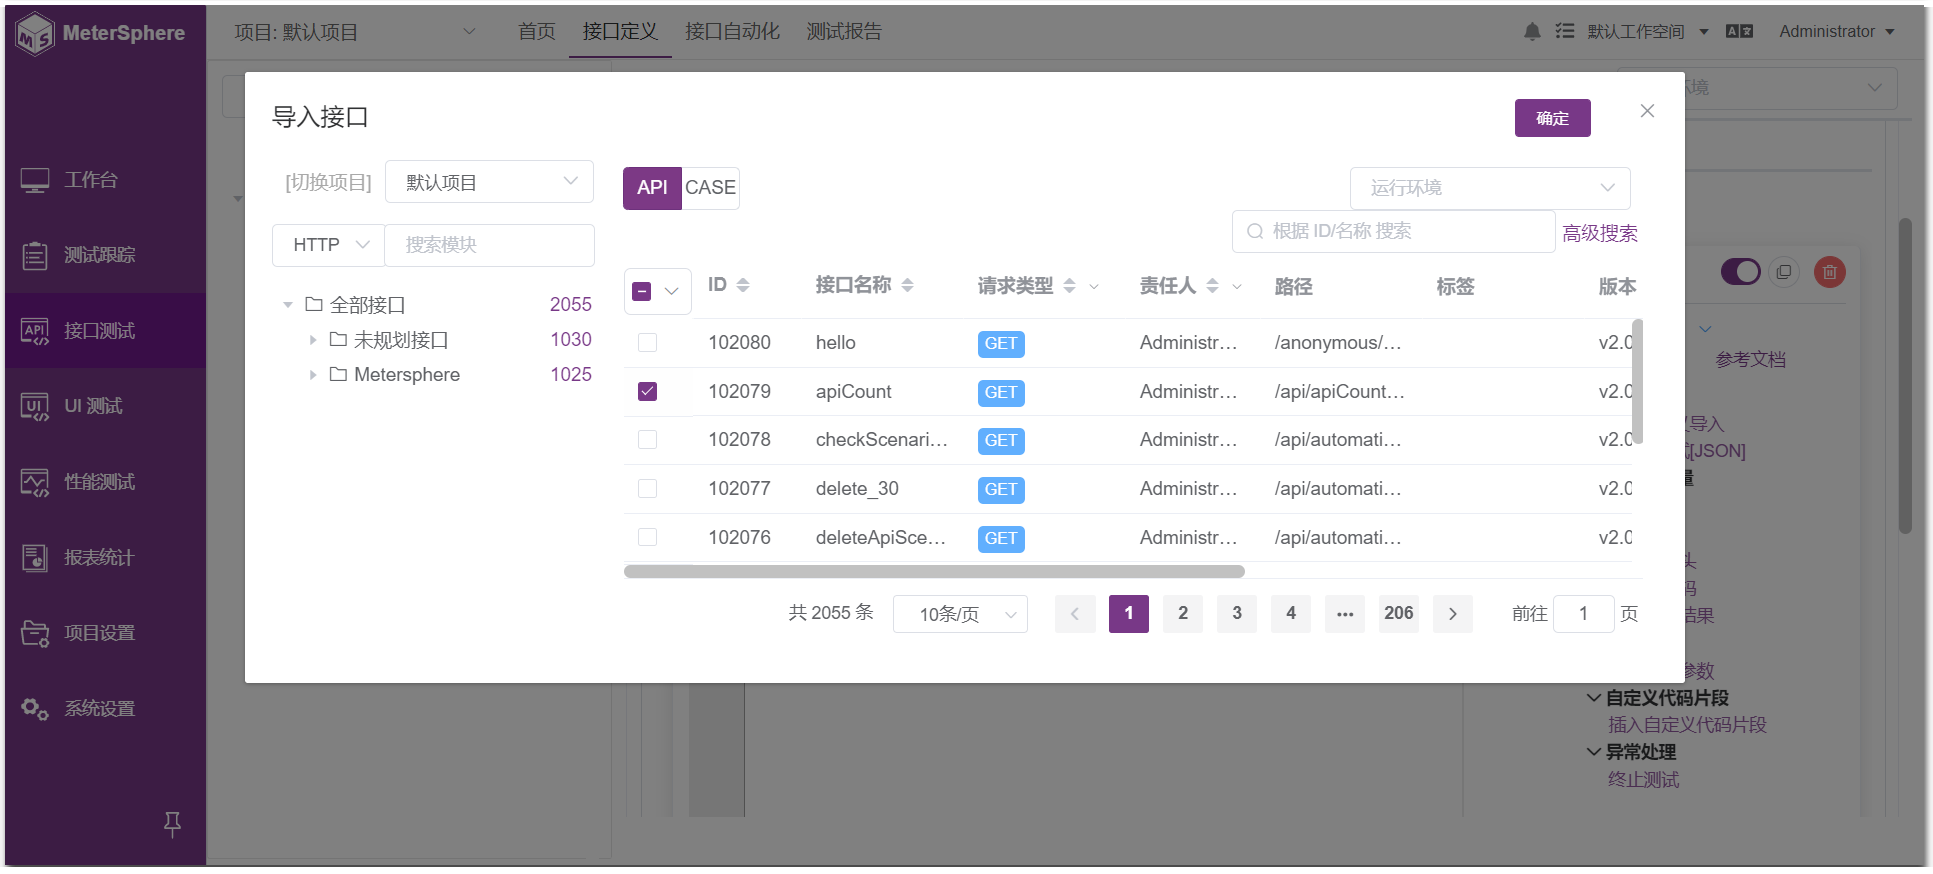 MeterSphere
项目: 默认项目
首页
接口定义
接口自动化
测试报告
默认工作空间
Administrator
工作台
测试跟踪
接口测试
UI 测试
性能测试
报表统计
项目设置
系统设置
导入接口
确定
[切换项目]
默认项目
API
CASE
运行环境
HTTP
搜索模块
根据 ID/名称 搜索
高级搜索
全部接口 2055
未规划接口 1030
Metersphere 1025
ID 接口名称 请求类型 责任人 路径 标签 版本
102080 hello GET Administr... /anonymous/... v2.0
102079 apiCount GET Administr... /api/apiCount... v2.0
102078 checkScenari... GET Administr... /api/automati... v2.0
102077 delete_30 GET Administr... /api/automati... v2.0
102076 deleteApiSce... GET Administr... /api/automati... v2.0
共 2055 条
10条/页
1 2 3 4 ••• 206
前往 1 页
环境
参考文档
导入
[JSON]
量
头
码
结果
参数
自定义代码片段
插入自定义代码片段
异常处理
终止测试